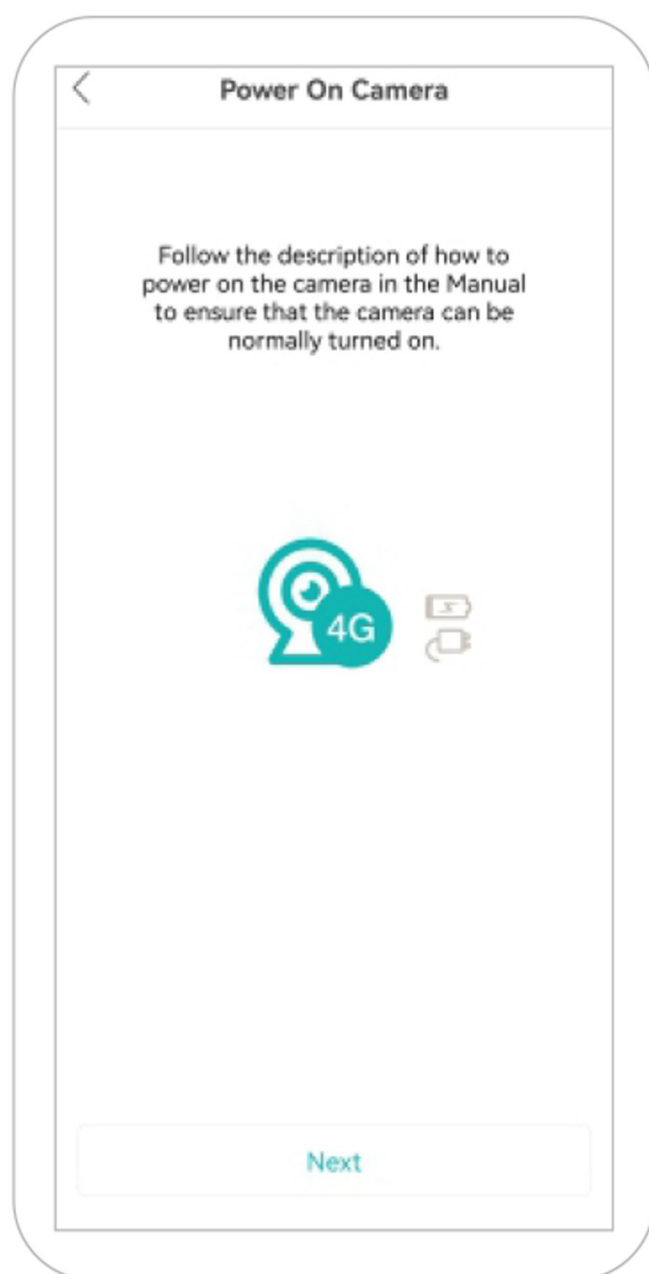 Power On Camera
Follow the description of how to
power on the camera in the Manual
to ensure that the camera can be
normally turned on.
4G
Next